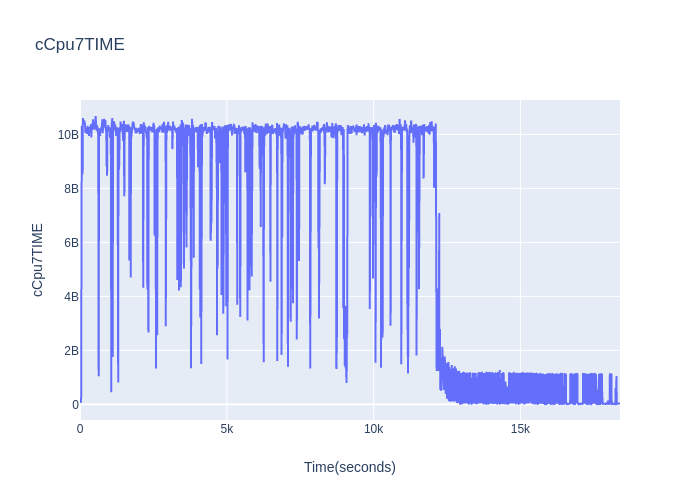 cCpu7TIME
10B
8B
6B
4B
2B
0
cCpu7TIME
0
5k
10k
15k
Time(seconds)